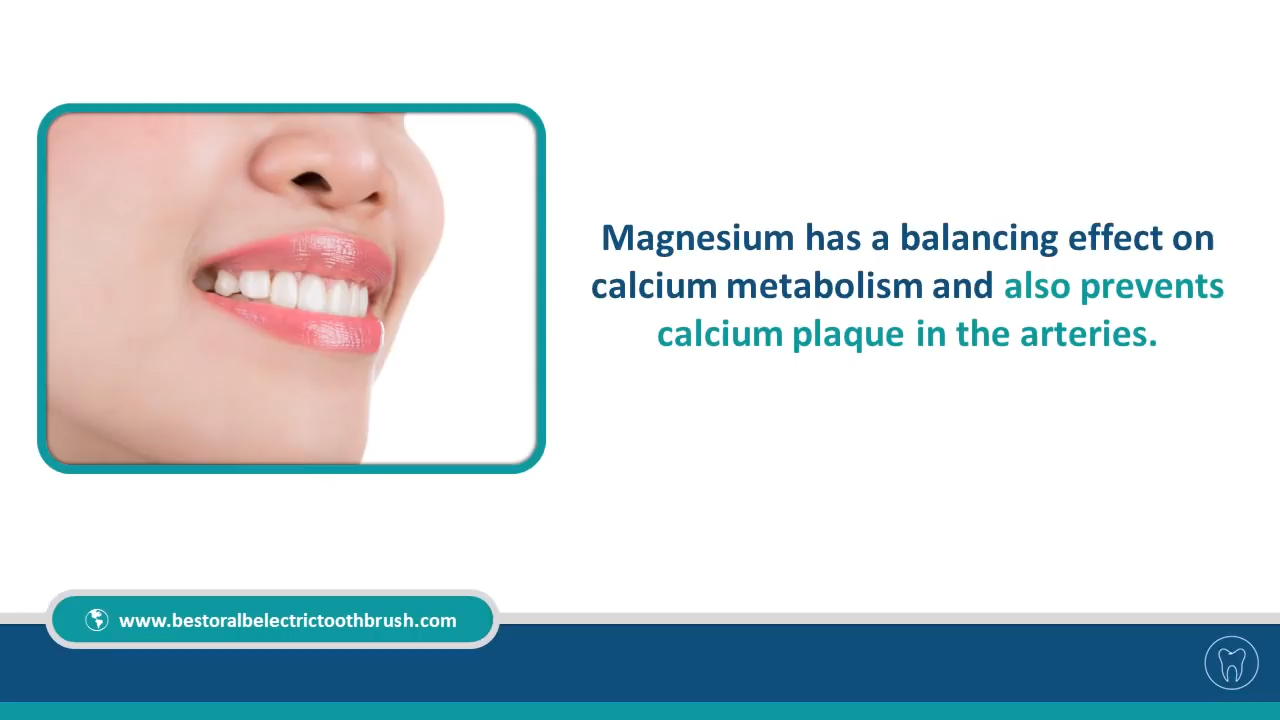 Magnesium has a balancing effect on
calcium metabolism and also prevents
calcium plaque in the arteries.
www.bestoralbelectrictoothbrush.com